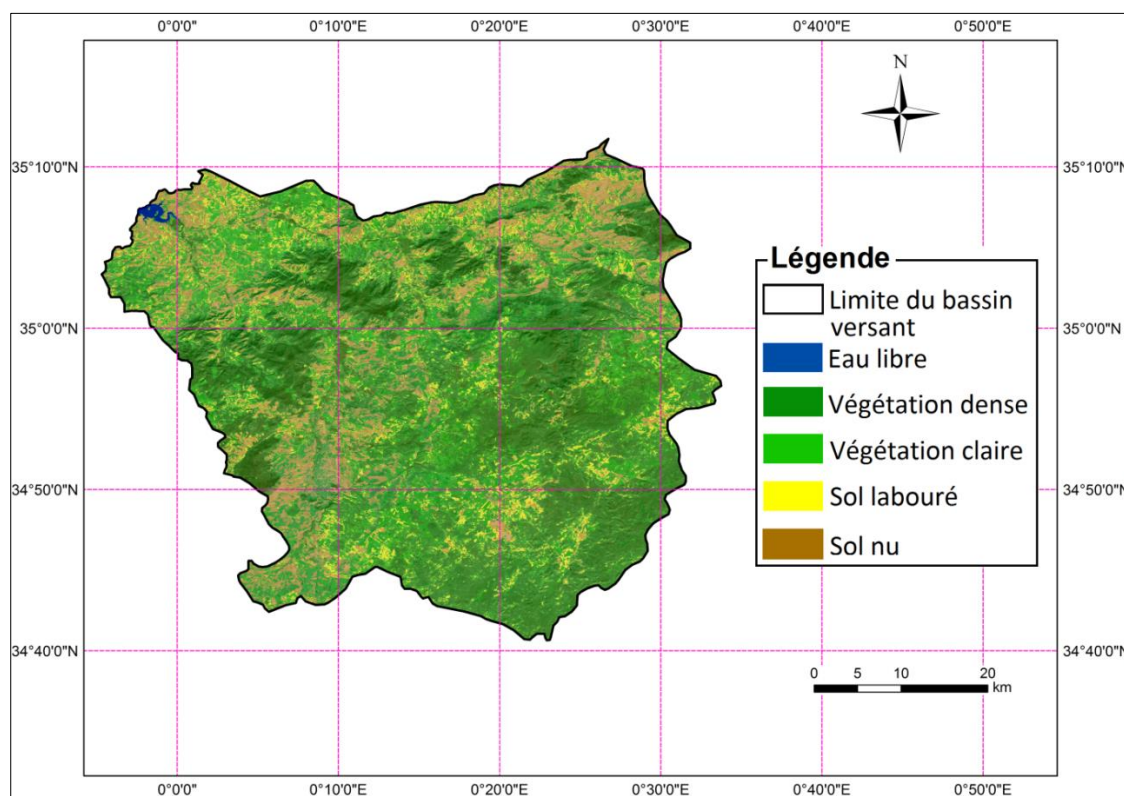 0°0'0"E 0°10'0"E 0°20'0"E 0°30'0"E 0°40'0"E 0°50'0"E
N
35°10'0"N 35°10'0"N
35°0'0"N 35°0'0"N
34°50'0"N 34°50'0"N
34°40'0"N 34°40'0"N
Légende
Limite du bassin
versant
Eau libre
Végétation dense
Végétation claire
Sol labouré
Sol nu
0 5 10 20
km
0°0'0"E 0°10'0"E 0°20'0"E 0°30'0"E 0°40'0"E 0°50'0"E